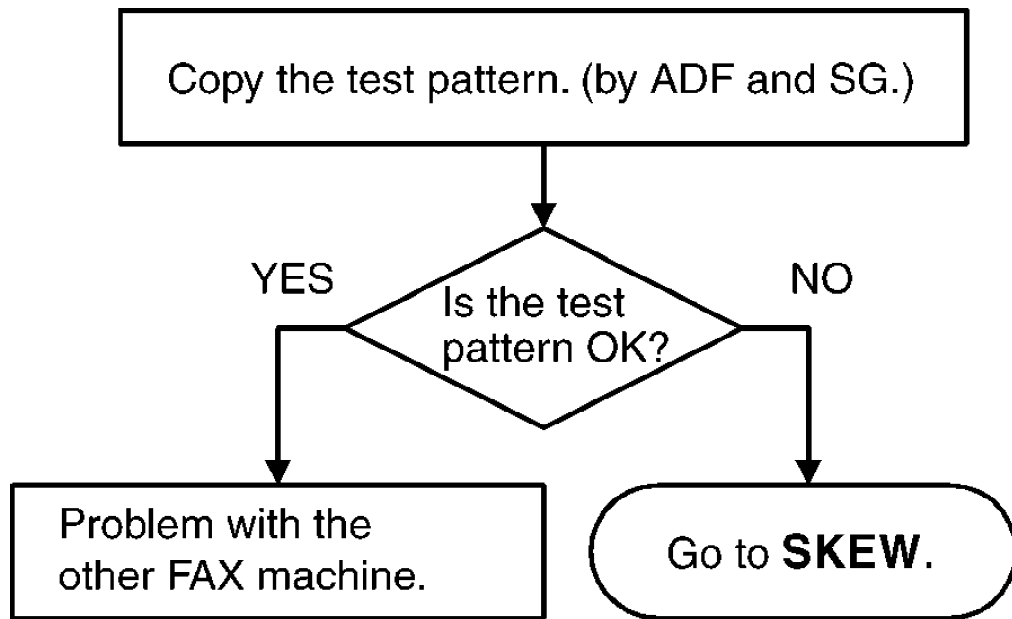 Copy the test pattern. (by ADF and SG.)
YES
NO
Is the test
pattern OK?
Problem with the
other FAX machine.
Go to SKEW.